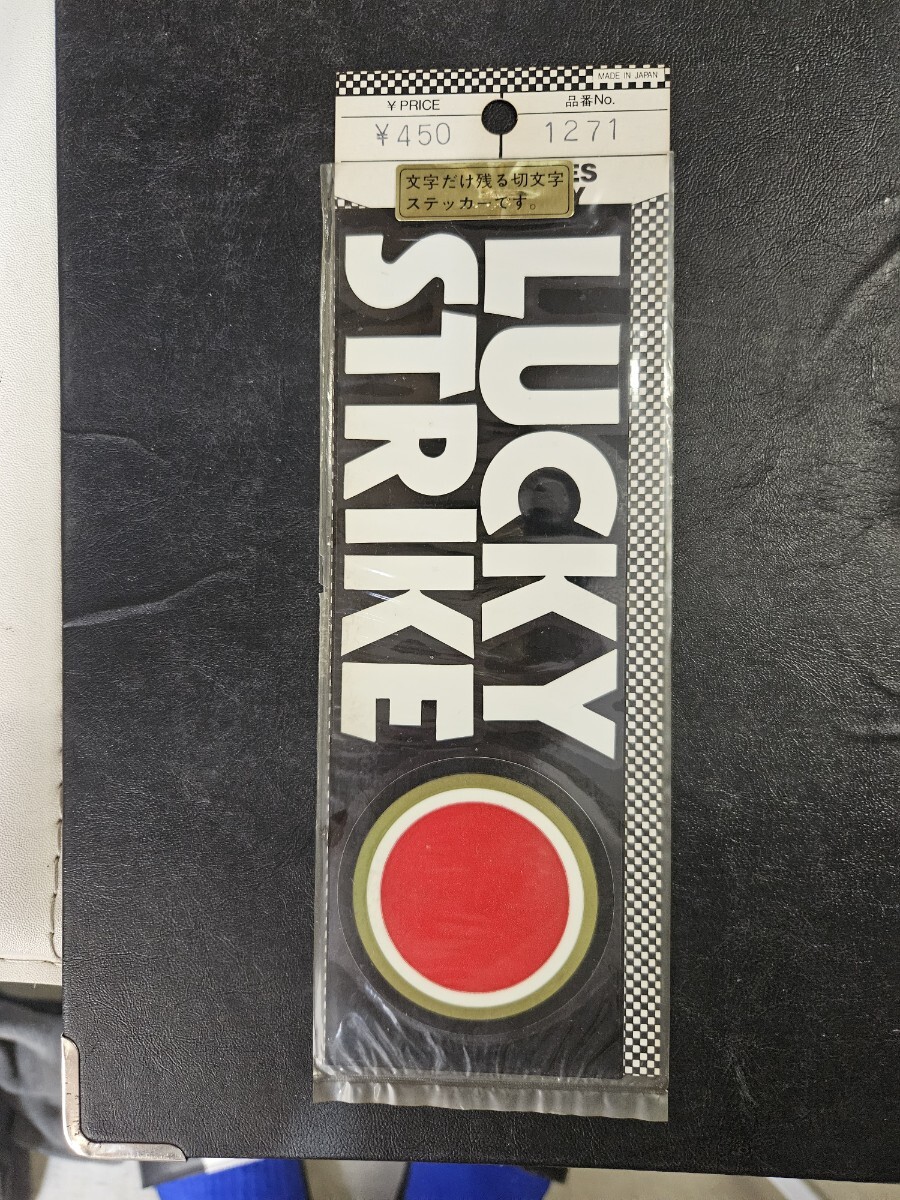 MADE IN JAPAN
¥ PRICE
品番No.
¥450
1271
文字だけ残る切文字
ステッカーです。
LUCKY
STRIKE